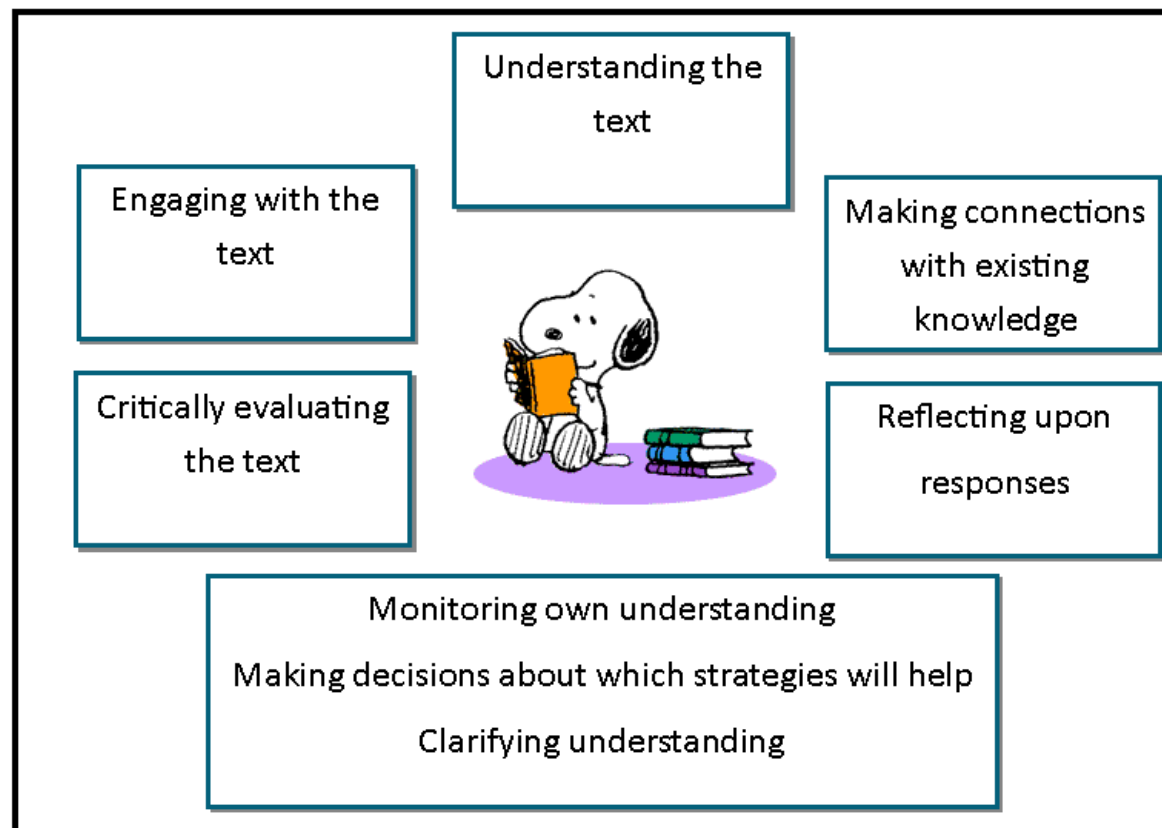 Understanding the
text
Engaging with the
text
Making connections
with existing
knowledge
Critically evaluating
the text
Reflecting upon
responses
Monitoring own understanding
Making decisions about which strategies will help
Clarifying understanding